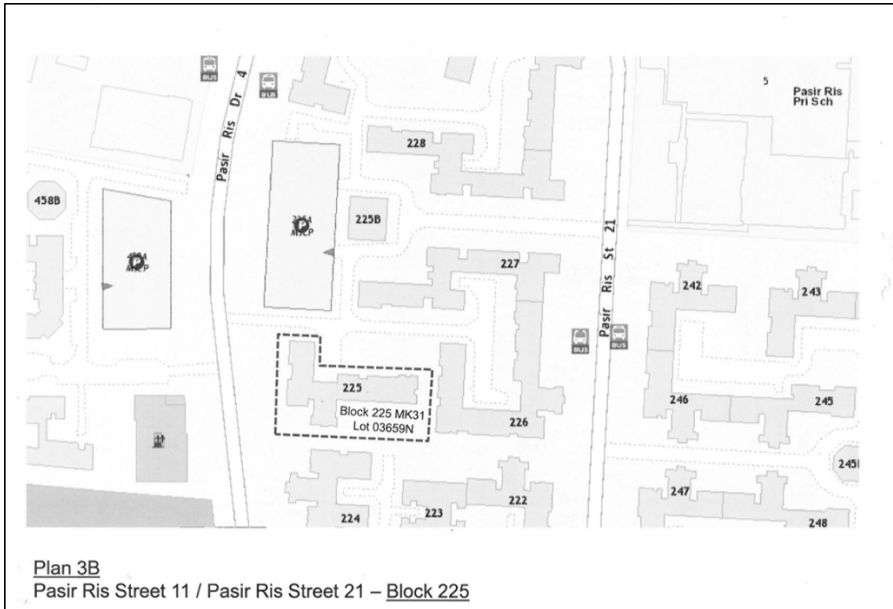 BUS
BUS
Pasir Ris Dr 4
5
Pasir Ris
Pri Sch
228
458B
P
MSCP
P
MSCP
225B
Pasir Ris St 21
227
242
243
BUS
BUS
225
Block 225 MK31
Lot 03659N
226
246
245
222
247
224
223
248
Plan 3B
Pasir Ris Street 11 / Pasir Ris Street 21 – Block 225